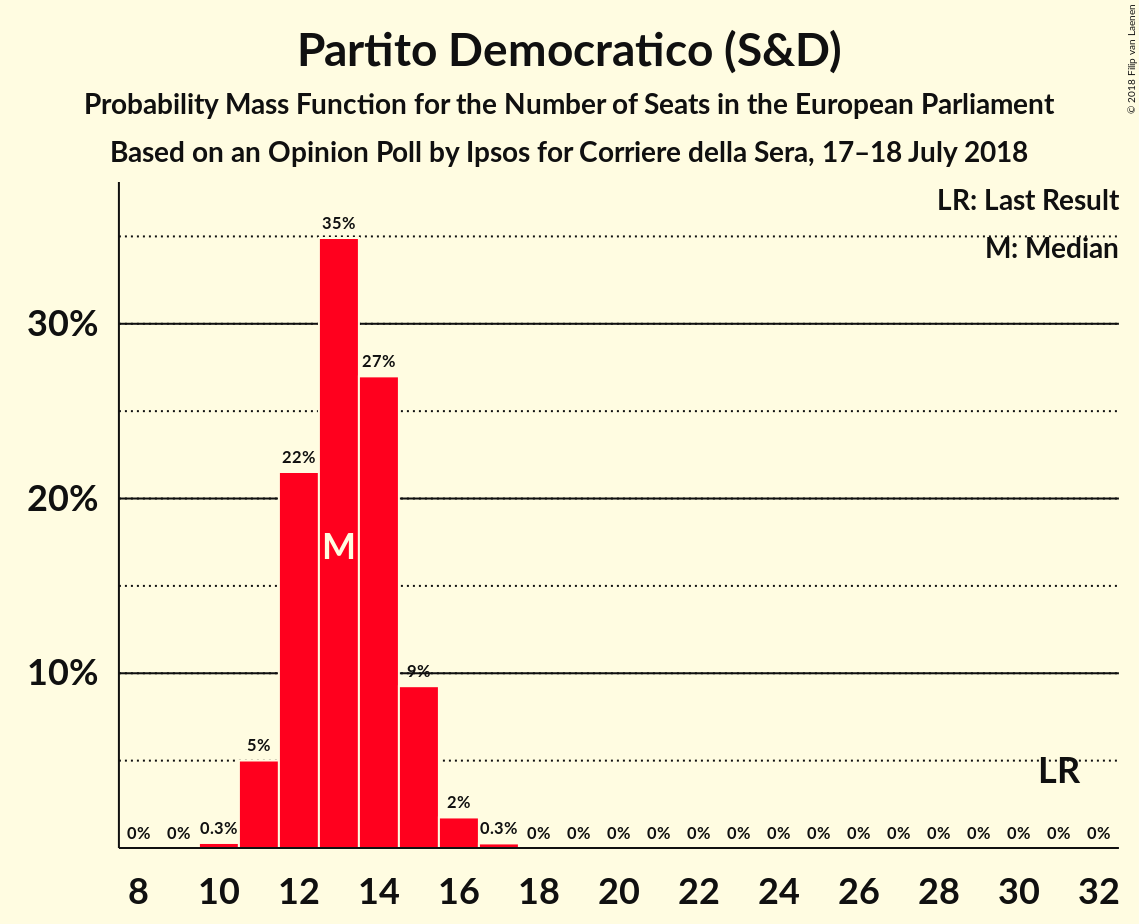 Partito Democratico (S&D)
Probability Mass Function for the Number of Seats in the European Parliament
Based on an Opinion Poll by Ipsos for Corriere della Sera, 17–18 July 2018
© 2018 Filip van Laenen
LR: Last Result
M: Median
30%
20%
10%
0% 0% 0.3% 5% 22% 35% 27% 9% 2% 0.3% 0% 0% 0% 0% 0% 0% 0% 0% 0% 0% 0% 0% 0% 0% 0%
M
LR
8 10 12 14 16 18 20 22 24 26 28 30 32